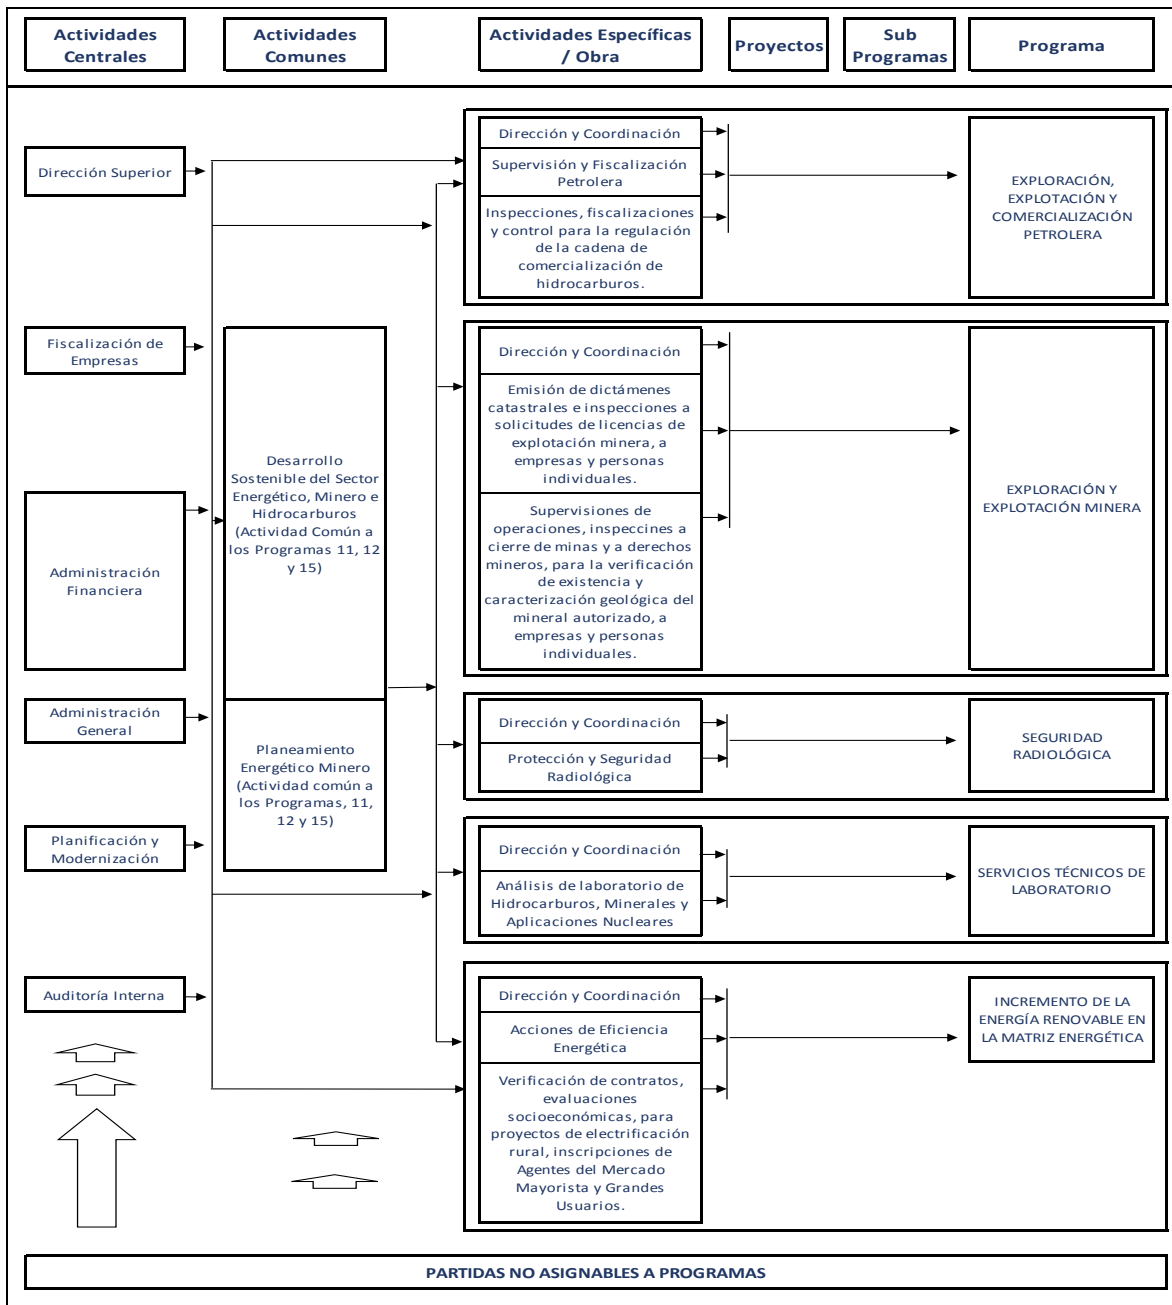 Actividades
Centrales
Actividades
Comunes
Actividades Específicas
/ Obra
Proyectos
Sub
Programas
Programa
Dirección Superior
Fiscalización de
Empresas
Administración
Financiera
Administración
General
Planificación y
Modernización
Auditoría Interna
Desarrollo
Sostenible del Sector
Energético, Minero e
Hidrocarburos
(Actividad Común a
los Programas 11, 12
y 15)
Planeamiento
Energético Minero
(Actividad común a
los Programas, 11,
12 y 15)
Dirección y Coordinación
Supervisión y Fiscalización
Petrolera
Inspecciones, fiscalizaciones
y control para la regulación
de la cadena de
comercialización de
hidrocarburos.
EXPLORACIÓN,
EXPLOTACIÓN Y
COMERCIALIZACIÓN
PETROLERA
Dirección y Coordinación
Emisión de dictámenes
catastrales e inspecciones a
solicitudes de licencias de
explotación minera, a
empresas y personas
individuales.
Supervisiones de
operaciones, inspeccines a
cierre de minas y a derechos
mineros, para la verificación
de existencia y
caracterización geológica del
mineral autorizado, a
empresas y personas
individuales.
EXPLORACIÓN Y
EXPLOTACIÓN MINERA
Dirección y Coordinación
Protección y Seguridad
Radiológica
SEGURIDAD
RADIOLÓGICA
Dirección y Coordinación
Análisis de laboratorio de
Hidrocarburos, Minerales y
Aplicaciones Nucleares
SERVICIOS TÉCNICOS DE
LABORATORIO
Dirección y Coordinación
Acciones de Eficiencia
Energética
Verificación de contratos,
evaluaciones
socioeconómicas, para
proyectos de electrificación
rural, inscripciones de
Agentes del Mercado
Mayorista y Grandes
Usuarios.
INCREMENTO DE LA
ENERGÍA RENOVABLE EN
LA MATRIZ ENERGÉTICA
PARTIDAS NO ASIGNABLES A PROGRAMAS